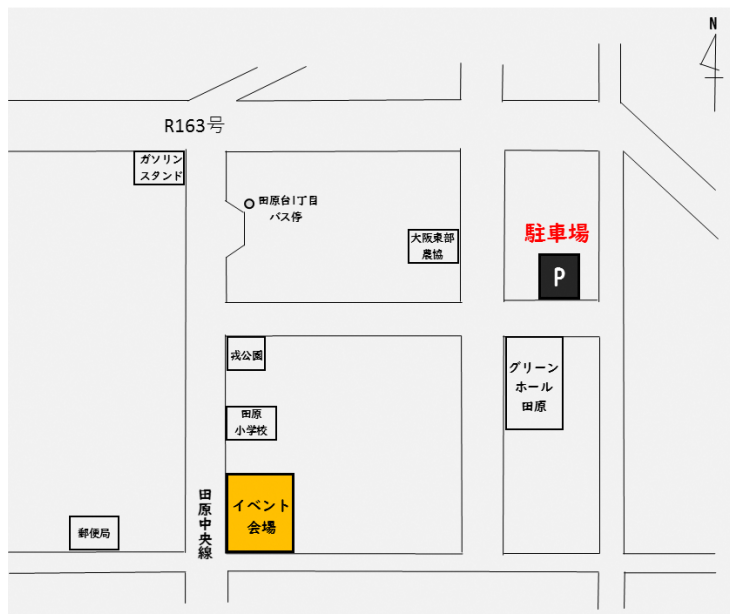 N
R163号
ガソリン
スタンド
田原台1丁目
バス停
大阪東部
農協
駐車場
P
戎公園
グリーン
ホール
田原
田原
小学校
イベント
会場
田原中央線
郵便局